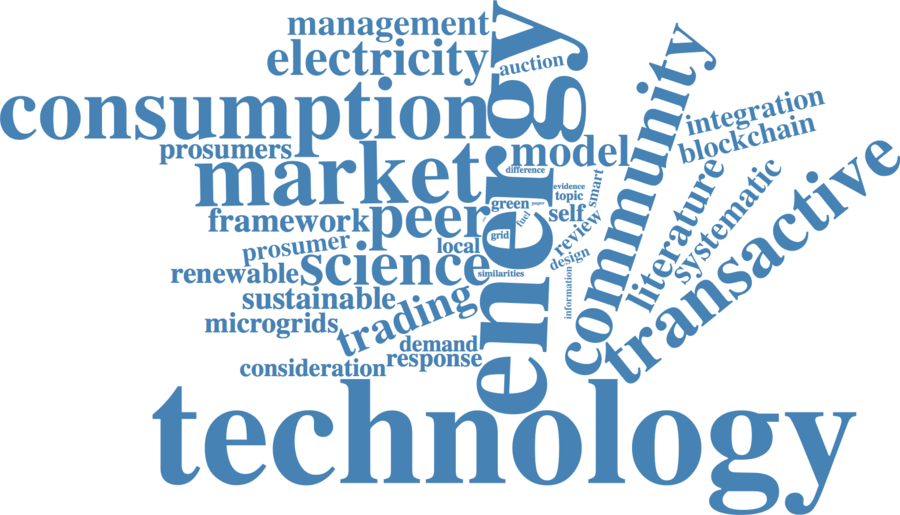 management
electricity
auction
energy
consumption
prosumers
market
model
community
integration
blockchain
difference
evidence
topic
smart
green
paper
fuel
self
framework
peer
grid
review
literature
systematic
transactive
prosumer
local
design
renewable
science
similarities
information
sustainable
trading
microgrids
demand
response
consideration
technology